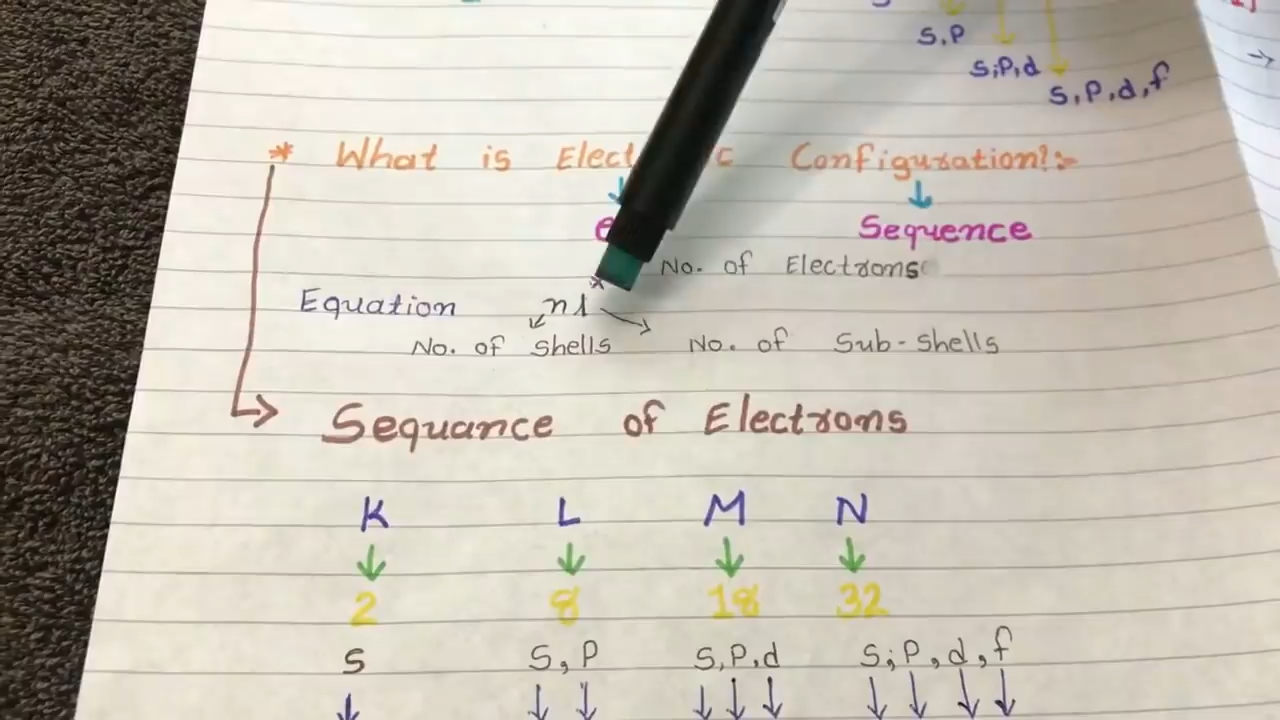 S,P
S,P,d
S,P,d,f
* What is Elect c Configuration?:-
Sequence
No. of Electrons
Equation nl x
No. of Shells No. of Sub-Shells
Sequance of Electrons
K L M N
2 8 18 32
S S,P S,P,d S,P,d,f